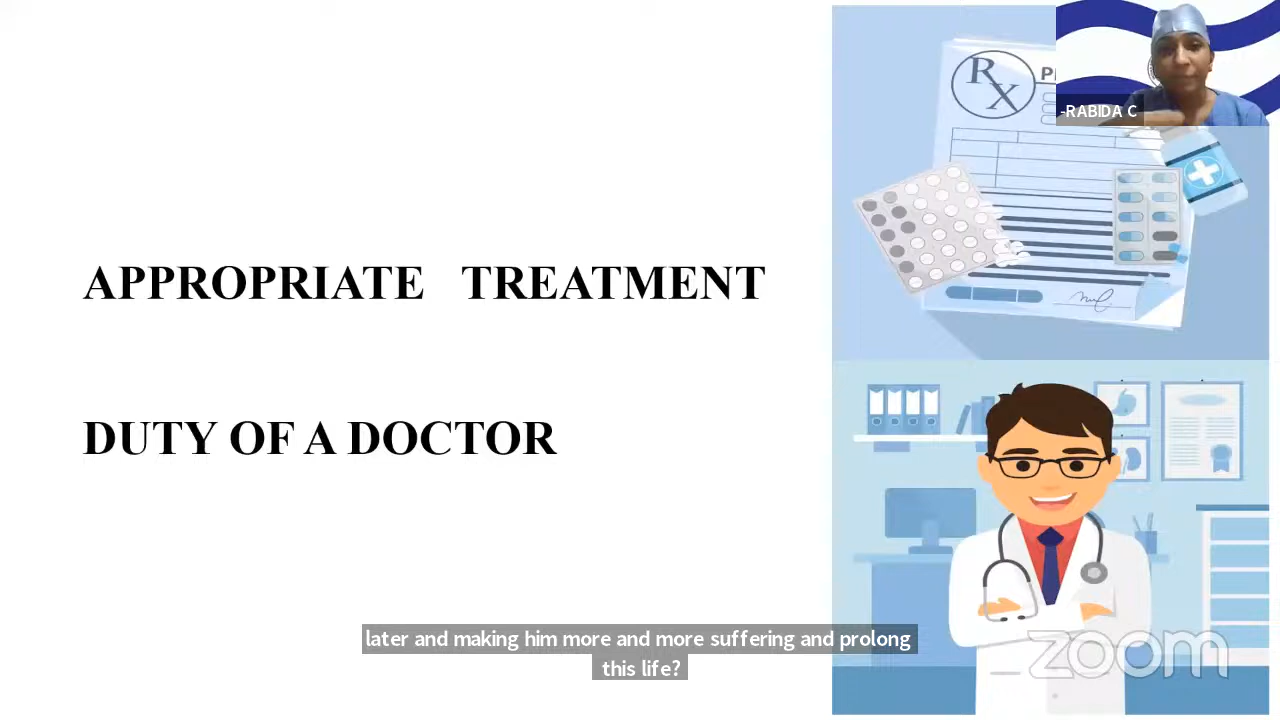 R
X
-RABIDA C
APPROPRIATE TREATMENT
DUTY OF A DOCTOR
later and making him more and more suffering and prolong
this life?
zoom